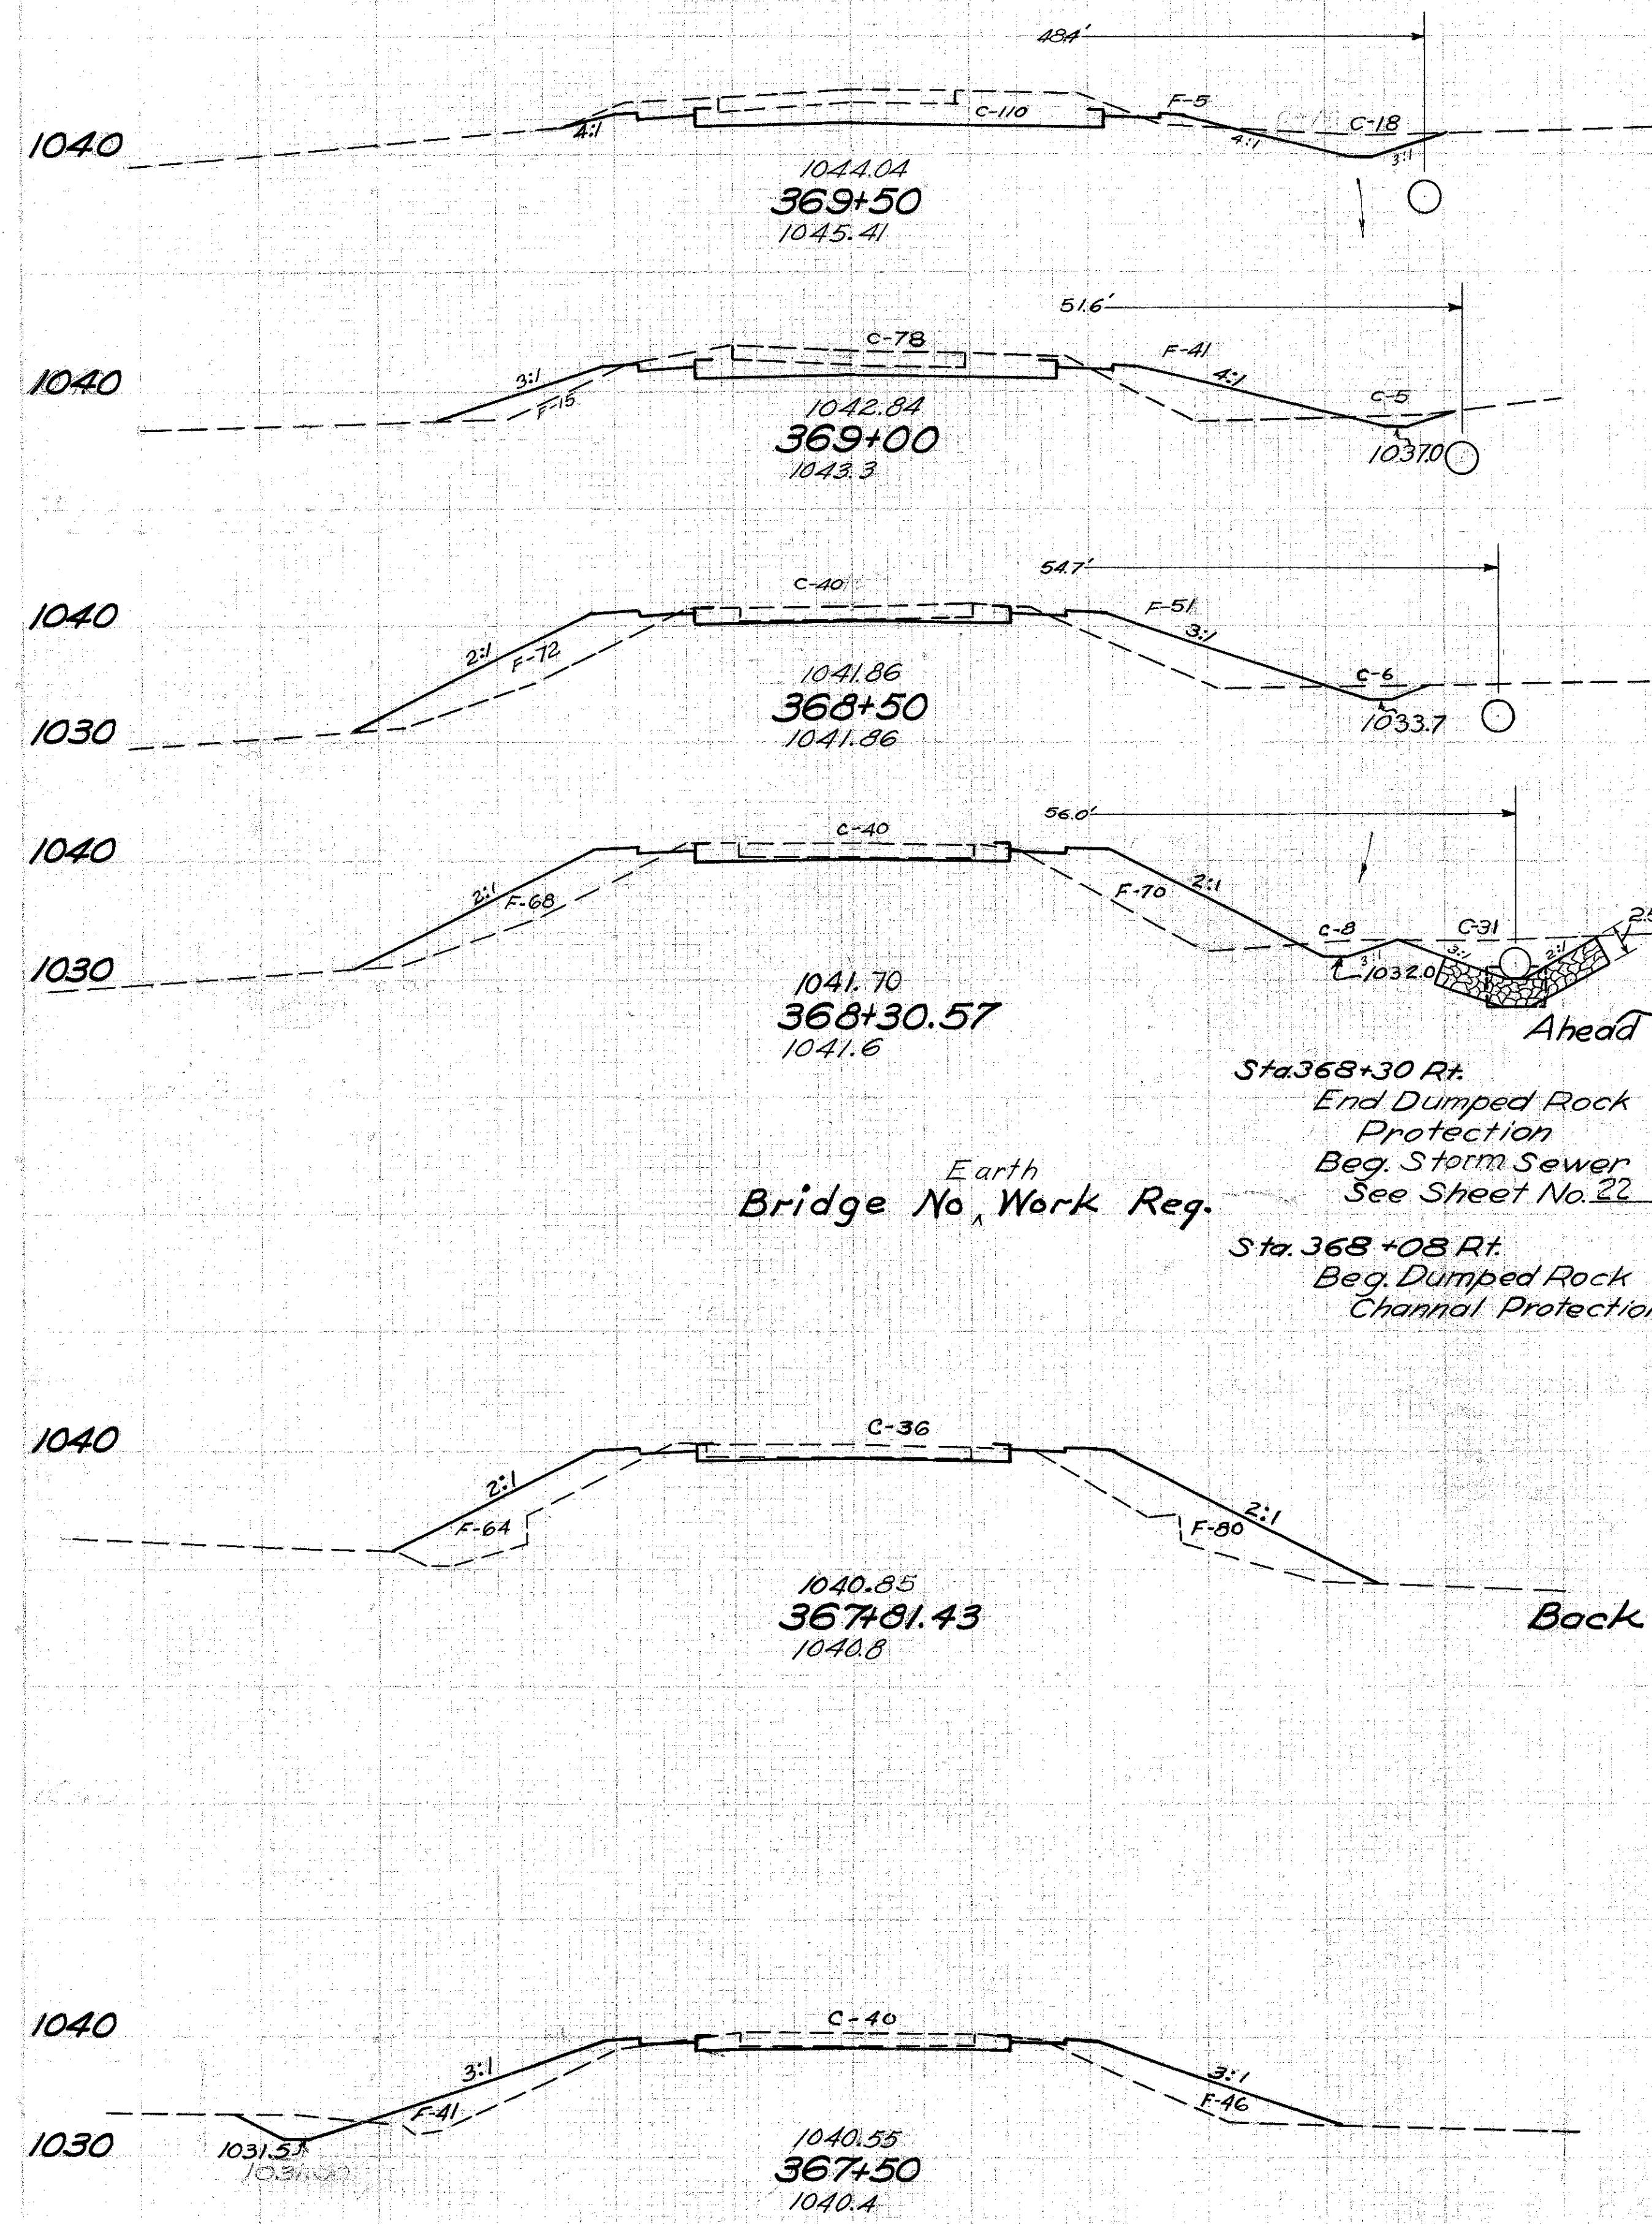 48.4'
F-5
C-110
C-18
1040
4:1
4:1
3:1
1044.04
369+50
1045.41
51.6'
C-78
F-41
1040
3:1
4:1
F-15
C-5
1042.84
369+00
1037.0
1043.3
54.7'
C-40
F-51
1040
3:1
2:1
F-72
1041.86
C-6
368+50
1033.7
1030
1041.86
56.0'
C-40
1040
2:1
F-68
F-70
2:1
C-8
C-31
3:1
2:1
1030
3:1
1032.0
1041.70
368+30.57
Ahead
1041.6
Sta.368+30 Rt.
End Dumped Rock
Protection
Earth
Beg. Storm Sewer
Bridge No ^ Work Req.
See Sheet No. 22
Sta. 368+08 Rt.
Beg. Dumped Rock
Channal Protection
C-36
1040
2:1
2:1
F-64
F-80
1040.85
367+81.43
Back
1040.8
C-40
1040
3:1
3:1
F-41
F-46
1030
1031.5
1040.55
367+50
1040.4